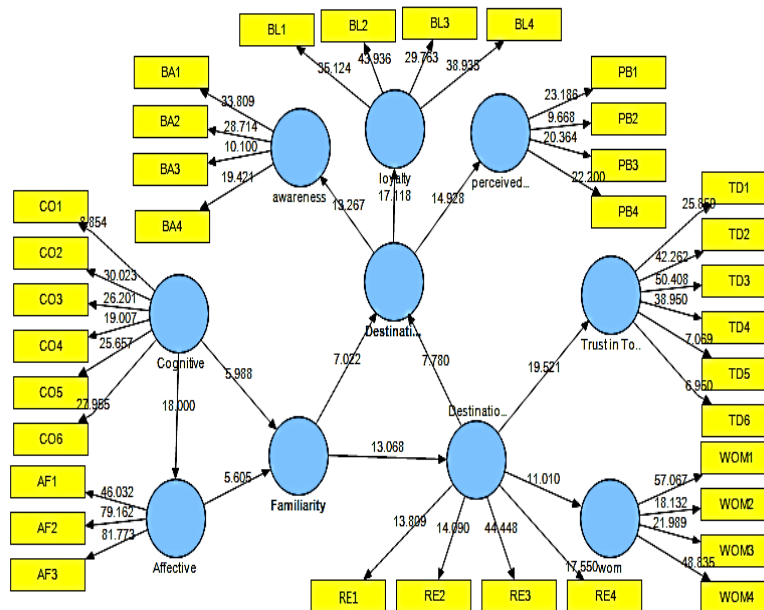 BL1
BL2
BL3
BL4
35.124
43.936
29.763
38.933
BA1
BA2
BA3
BA4
33.809
28.714
10.100
19.421
awareness
loyalty
perceived...
PB1
PB2
PB3
PB4
23.186
9.668
20.364
22.200
13.267
17.118
14.928
CO1
CO2
CO3
CO4
CO5
CO6
8.854
30.023
26.201
19.007
25.657
27.955
Cognitive
Destinati...
TD1
TD2
TD3
TD4
TD5
TD6
25.859
42.262
50.408
38.950
7.069
6.950
Trust in To..
5.988
7.022
7.780
19.521
18.000
Destinatio...
13.068
Familiarity
5.605
11.010
AF1
AF2
AF3
46.032
79.162
81.773
Affective
WOM1
WOM2
WOM3
WOM4
57.067
18.132
21.989
48.835
wom
13.809
14.090
44.448
17.550
RE1
RE2
RE3
RE4